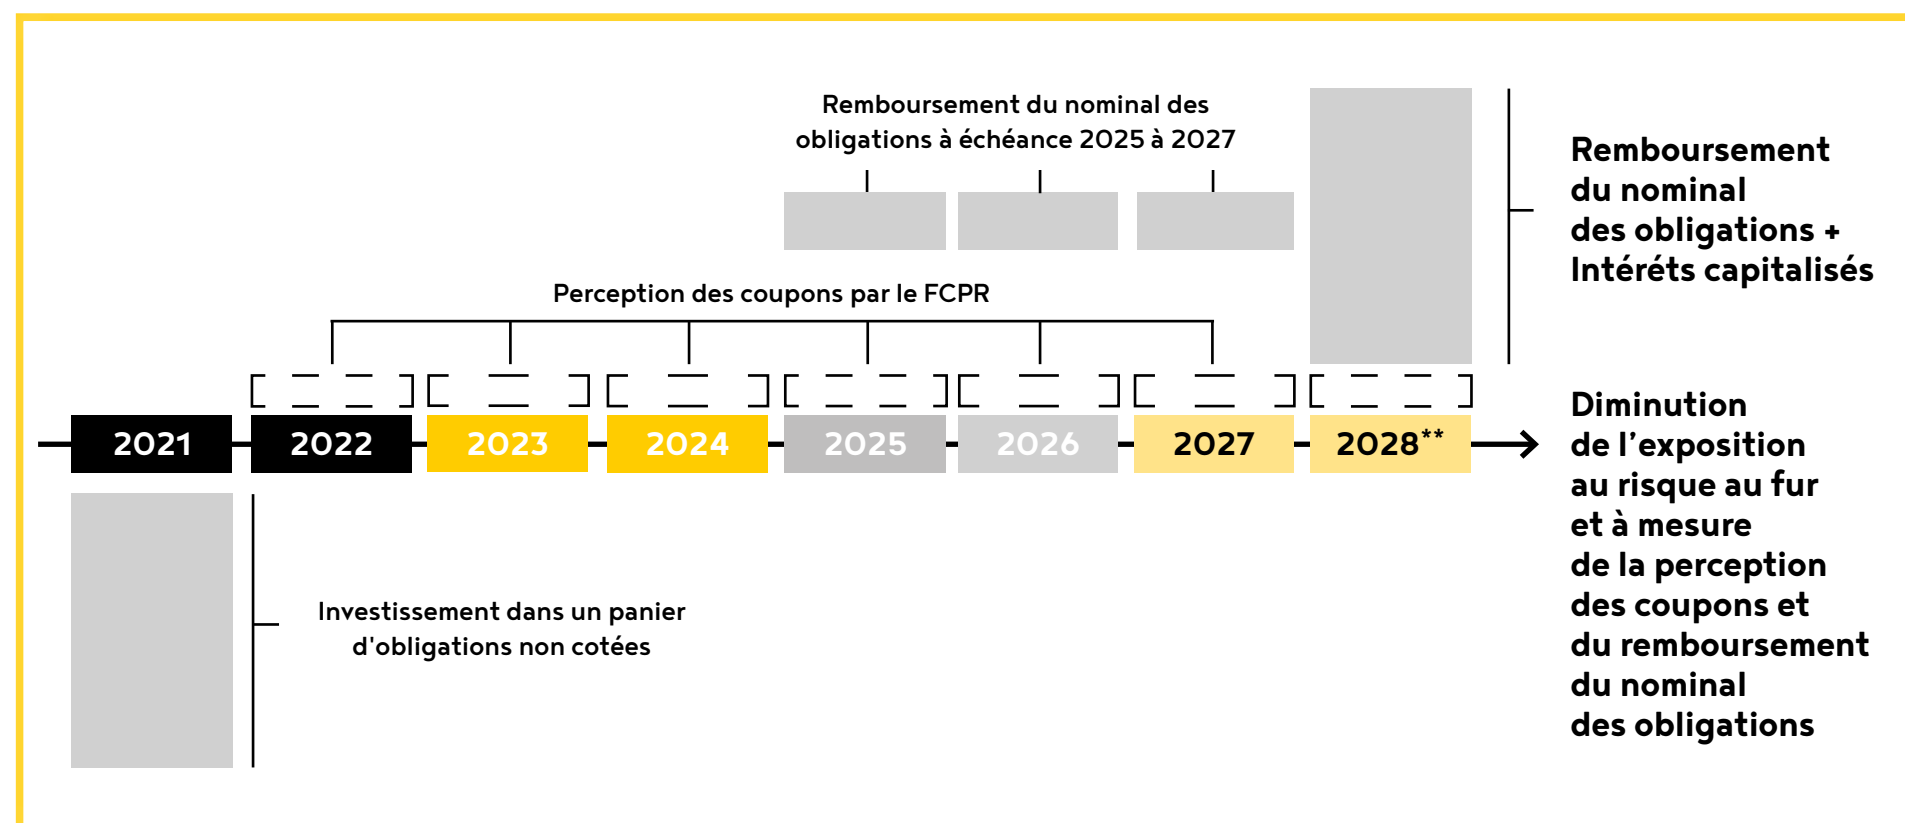 Remboursement du nominal des
obligations à échéance 2025 à 2027
Remboursement
du nominal
des obligations +
Intéréts capitalisés
Perception des coupons par le FCPR
2021
2022
2023
2024
2025
2026
2027
2028**
Diminution
de l'exposition
au risque au fur
et à mesure
de la perception
des coupons et
du remboursement
du nominal
des obligations
Investissement dans un panier
d'obligations non cotées